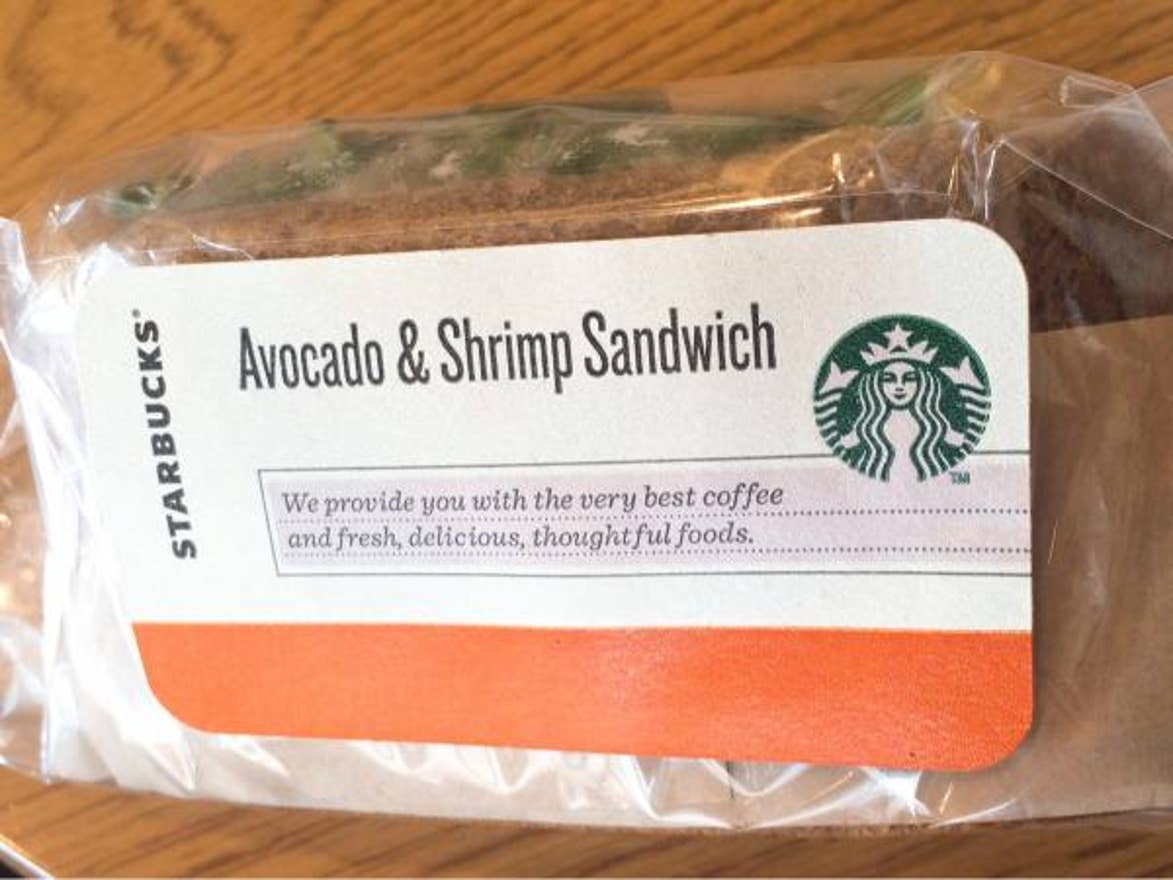 STARBUCKS®
Avocado & Shrimp Sandwich
We provide you with the very best coffee
and fresh, delicious, thoughtful foods.
TM